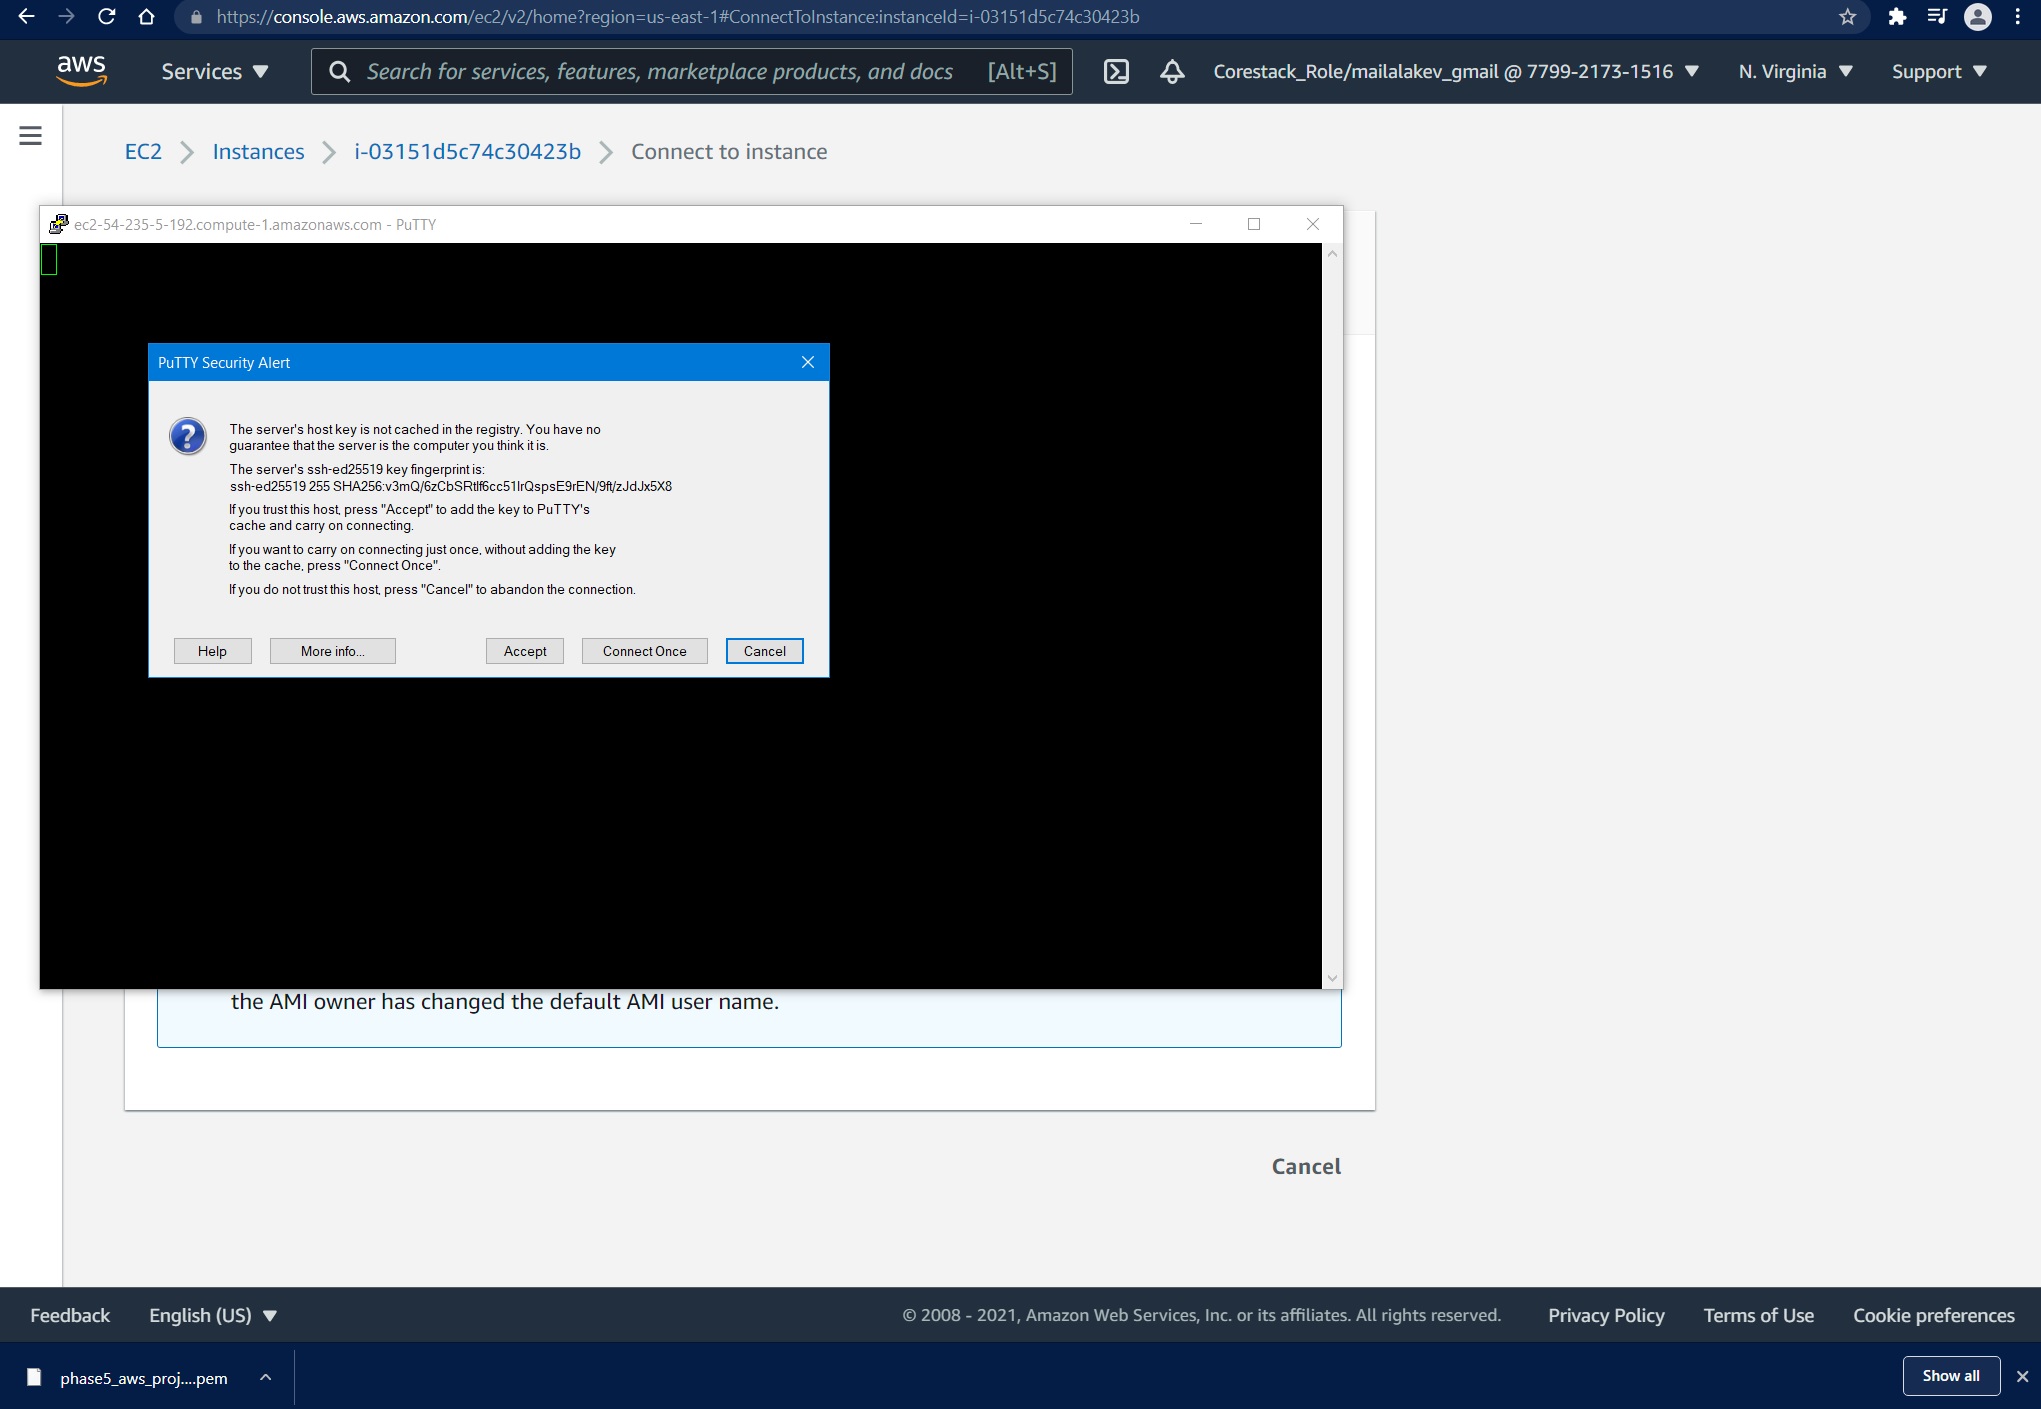 https://console.aws.amazon.com/ec2/v2/home?region=us-east-1#ConnectToInstance:instanceId=i-03151d5c74c30423b
aws Services Search for services, features, marketplace products, and docs [Alt+S] Corestack_Role/mailalakev_gmail @ 7799-2173-1516 N. Virginia Support
EC2 Instances i-03151d5c74c30423b Connect to instance
ec2-54-235-5-192.compute-1.amazonaws.com - PuTTY
PuTTY Security Alert
The server's host key is not cached in the registry. You have no
guarantee that the server is the computer you think it is.
The server's ssh-ed25519 key fingerprint is:
ssh-ed25519 255 SHA256:v3mQ/6zCbSRtlf6cc51IrQspsE9rEN/9ft/zJdJx5X8
If you trust this host, press "Accept" to add the key to PuTTY's
cache and carry on connecting.
If you want to carry on connecting just once, without adding the key
to the cache, press "Connect Once".
If you do not trust this host, press "Cancel" to abandon the connection.
Help More info... Accept Connect Once Cancel
the AMI owner has changed the default AMI user name.
Cancel
Feedback English (US) © 2008 - 2021, Amazon Web Services, Inc. or its affiliates. All rights reserved. Privacy Policy Terms of Use Cookie preferences
phase5_aws_proj....pem Show all